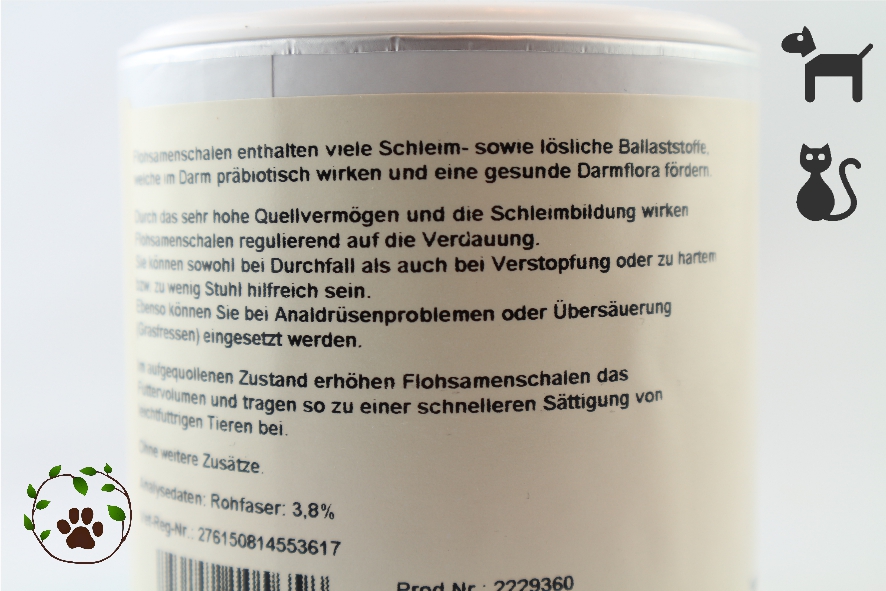 Flohsamenschalen enthalten viele Schleim- sowie lösliche Ballaststoffe,
welche im Darm präbiotisch wirken und eine gesunde Darmflora fördern.
Durch das sehr hohe Quellvermögen und die Schleimbildung wirken
Flohsamenschalen regulierend auf die Verdauung.
Sie können sowohl bei Durchfall als auch bei Verstopfung oder zu hartem
bzw. zu wenig Stuhl hilfreich sein.
Ebenso können Sie bei Analdrüsenproblemen oder Übersäuerung
(Grasfressen) eingesetzt werden.
Im aufgequollenen Zustand erhöhen Flohsamenschalen das
Futtervolumen und tragen so zu einer schnelleren Sättigung von
leichtfuttrigen Tieren bei.
Ohne weitere Zusätze.
Analysedaten: Rohfaser: 3,8%
Reg-Nr.: 276150814553617
Prod.Nr.: 2229360